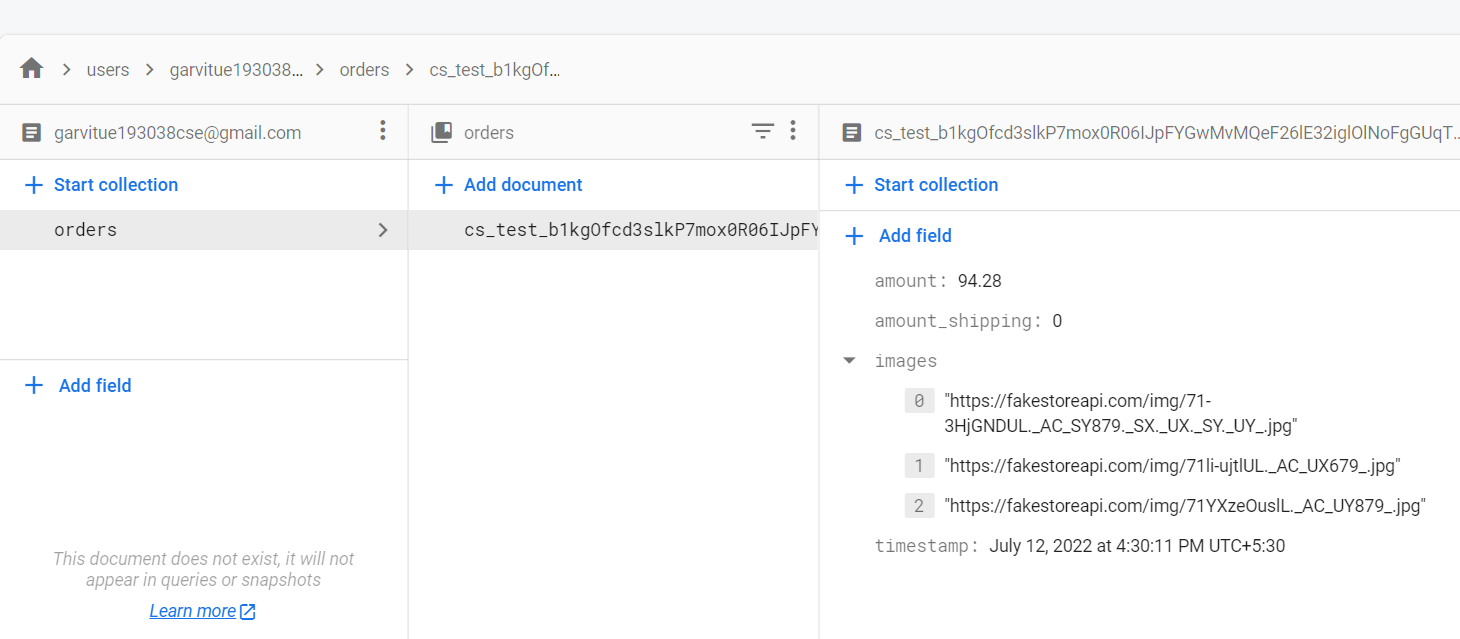 users
garvitue193038...
orders
cs_test_b1kgOf...
garvitue193038cse@gmail.com
orders
cs_test_b1kgOfcd3slkP7mox0R06IJpFYGwMvMQeF26lE32iglOlNoFgGUqT...
Start collection
Add document
Start collection
orders
cs_test_b1kgOfcd3slkP7mox0R06IJpFY
Add field
amount: 94.28
amount_shipping: 0
images
0 "https://fakestoreapi.com/img/71-
3HjGNDUL._AC_SY879._SX._UX._SY._UY_.jpg"
1 "https://fakestoreapi.com/img/71li-ujtlUL._AC_UX679_.jpg"
2 "https://fakestoreapi.com/img/71YXzeOuslL._AC_UY879_.jpg"
timestamp: July 12, 2022 at 4:30:11 PM UTC+5:30
Add field
This document does not exist, it will not
appear in queries or snapshots
Learn more